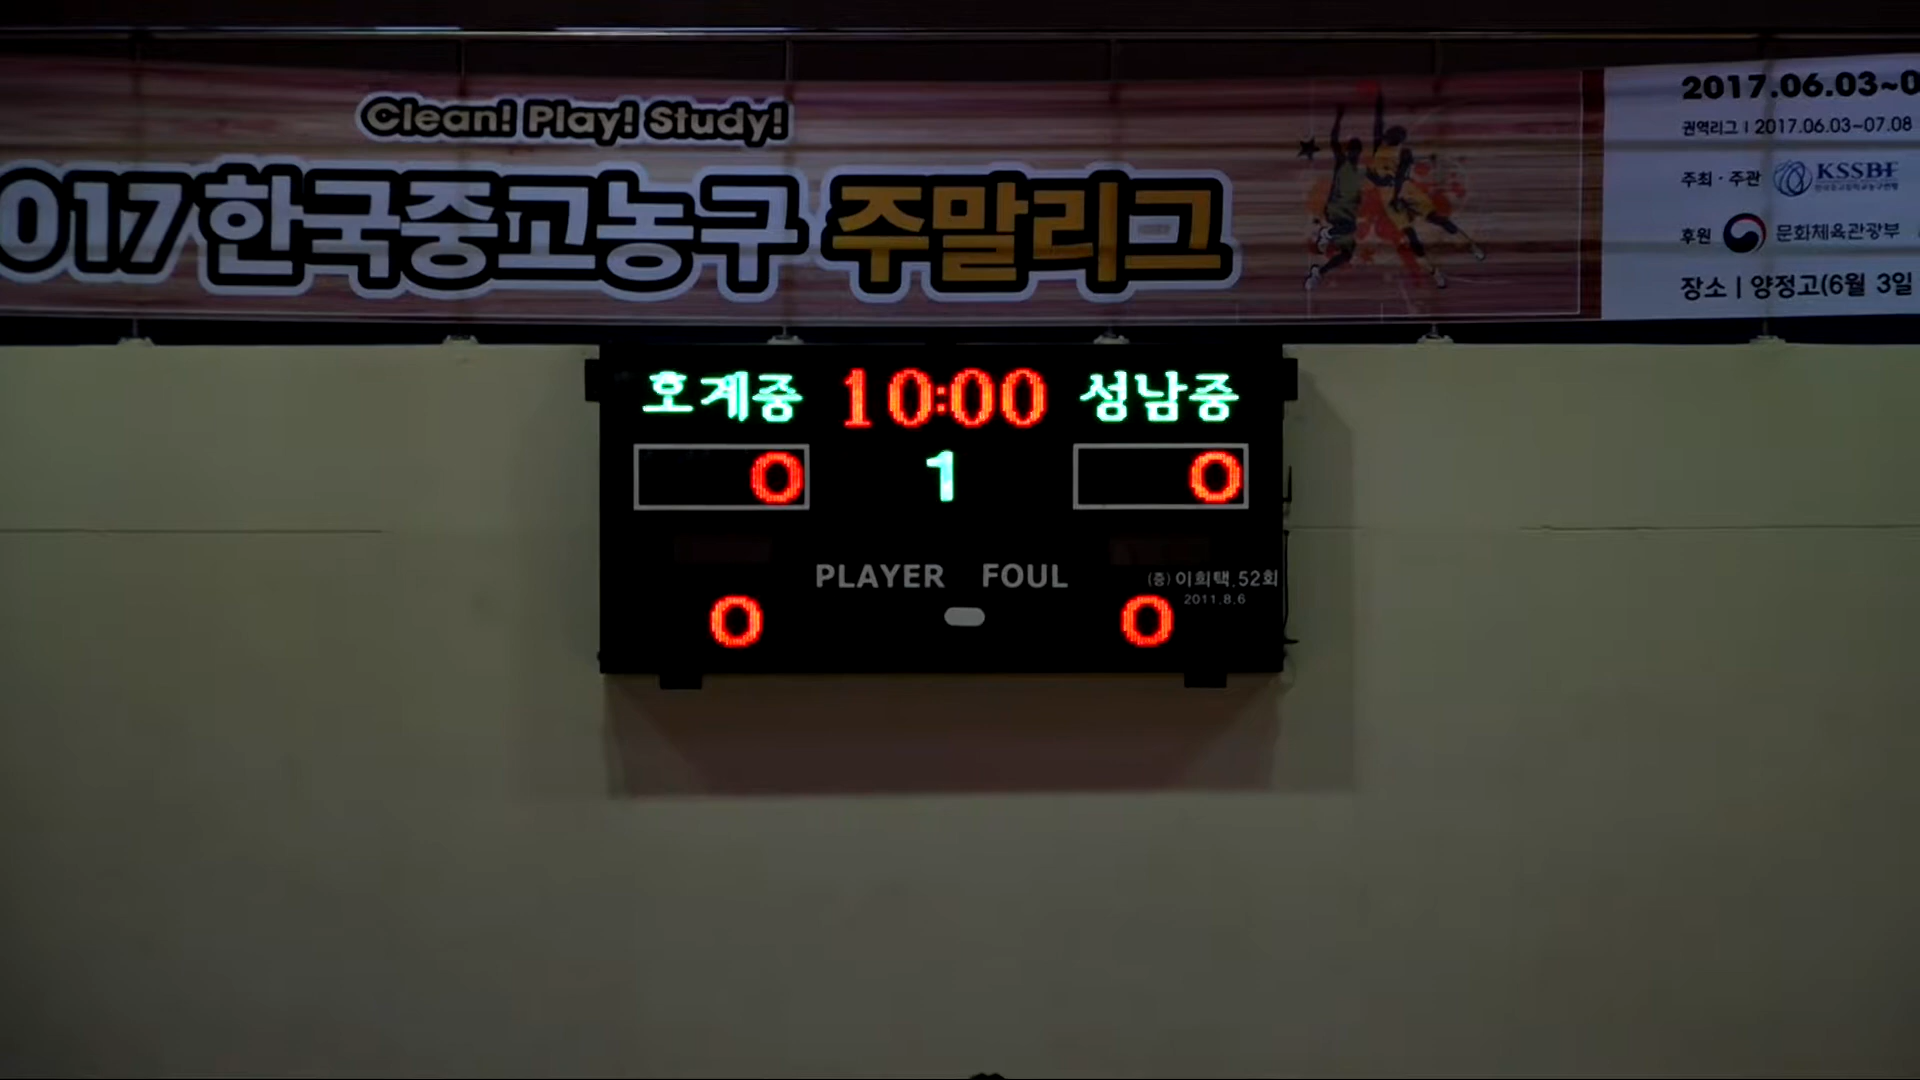 Clean! Play! Study!
017 한국중고농구 주말리그
2017.06.03~0
권역리그 | 2017.06.03~07.08
주최·주관 KSSBF
후원 문화체육관광부
장소 | 양정고(6월 3일
호계중 10:00 성남중
0 1 0
PLAYER FOUL
(중) 이희택.52회
2011.8.6
0 0